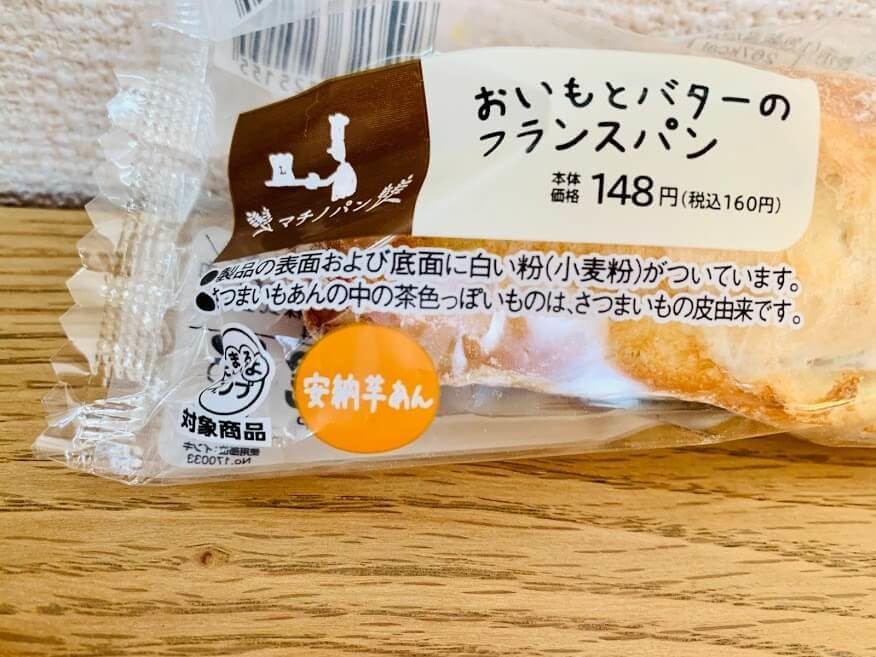 おいもとバターの
フランスパン
本体
価格 148円(税込160円)
マチノパン
●製品の表面および底面に白い粉(小麦粉)がついています。
●さつまいもあんの中の茶色っぽいものは、さつまいもの皮由来です。
安納芋あん
対象商品
No.170033
267kcal